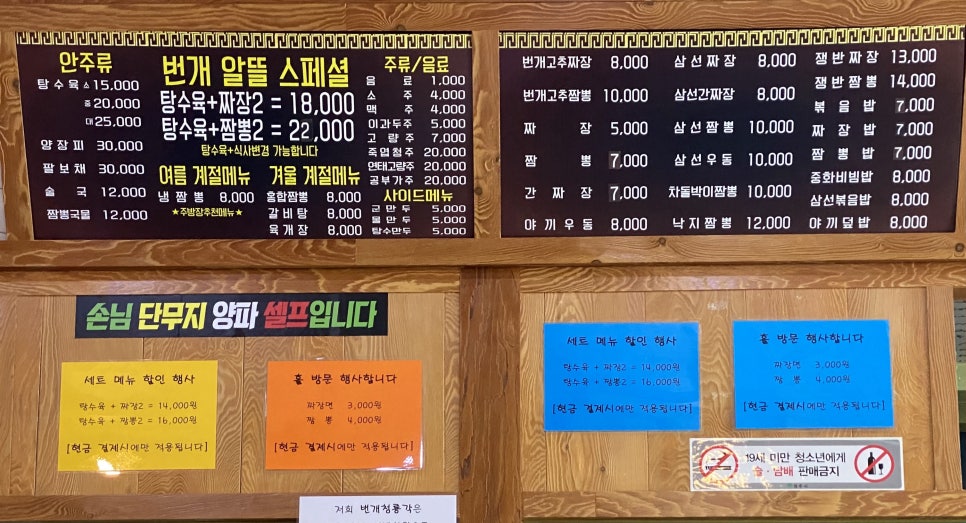 안주류
탕수육 소 15,000
중 20,000
대 25,000
양장피 30,000
팔보채 30,000
술국 12,000
짬뽕국물 12,000
번개 알뜰 스페셜
탕수육+짜장2 = 18,000
탕수육+짬뽕2 = 22,000
탕수육+식사변경 가능합니다
여름 계절메뉴
냉짬뽕 8,000
★주방장추천메뉴★
겨울 계절메뉴
홍합짬뽕 8,000
갈비탕 8,000
육개장 8,000
주류/음료
음료 1,000
소주 4,000
맥주 4,000
이과두주 5,000
고량주 7,000
죽엽청주 20,000
연태고량주 20,000
공부가주 20,000
사이드메뉴
군만두 5,000
물만두 5,000
탕수만두 5,000
번개고추짜장 8,000
번개고추짬뽕 10,000
짜장 5,000
짬뽕 7,000
간짜장 7,000
야끼우동 8,000
삼선짜장 8,000
삼선간짜장 8,000
삼선짬뽕 10,000
삼선우동 10,000
차돌박이짬뽕 10,000
낙지짬뽕 12,000
쟁반짜장 13,000
쟁반짬뽕 14,000
볶음밥 7,000
짜장밥 7,000
짬뽕밥 7,000
중화비빔밥 8,000
삼선볶음밥 8,000
야끼덮밥 8,000
손님 단무지 양파 셀프입니다
세트 메뉴 할인 행사
탕수육 + 짜장2 = 14,000원
탕수육 + 짬뽕2 = 16,000원
[현금 결제시에만 적용됩니다]
홀 방문 행사합니다
짜장면 3,000원
짬뽕 4,000원
[현금 결제시에만 적용됩니다]
세트 메뉴 할인 행사
탕수육 + 짜장2 = 14,000원
탕수육 + 짬뽕2 = 16,000원
[현금 결제시에만 적용됩니다]
홀 방문 행사합니다
짜장면 3,000원
짬뽕 4,000원
[현금 결제시에만 적용됩니다]
19세 미만 청소년에게
술·담배 판매금지
저희 번개청룡각은